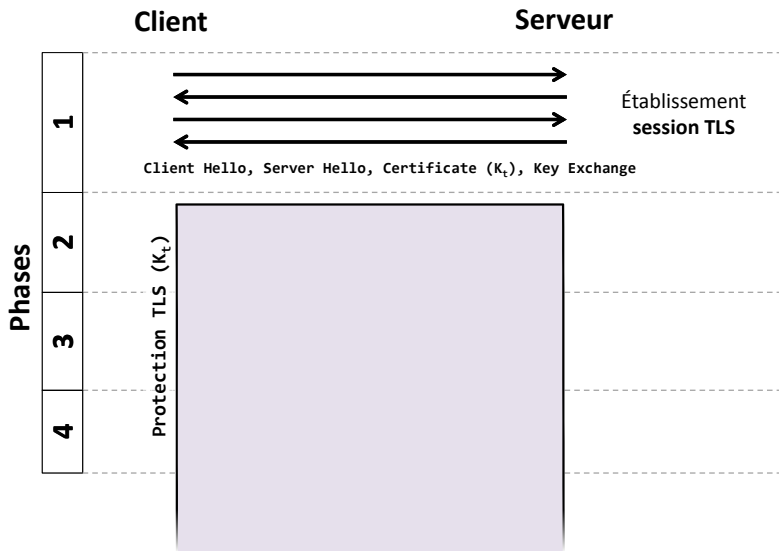 Client
Serveur
Établissement
session TLS
Client Hello, Server Hello, Certificate (Kₜ), Key Exchange
Phases
1
2
3
4
Protection TLS (Kₜ)